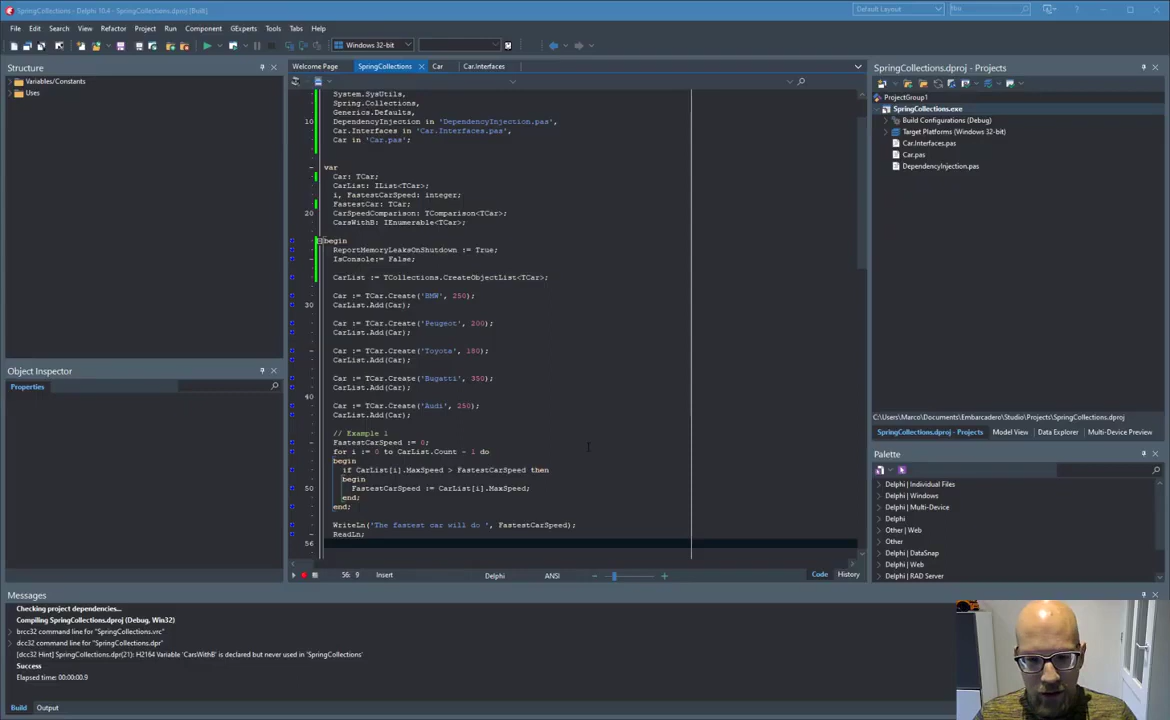 SpringCollections - Delphi 10.4 - SpringCollections.dproj [Built]
Default Layout
File Edit Search View Refactor Project Run Component GExperts Tools Tabs Help
Windows 32-bit
Structure
Variables/Constants
Uses
Object Inspector
Properties
Welcome Page SpringCollections Car Car.Interfaces
System.SysUtils,
Spring.Collections,
Generics.Defaults,
10 DependencyInjection in 'DependencyInjection.pas',
Car.Interfaces in 'Car.Interfaces.pas',
Car in 'Car.pas';
var
Car: TCar;
CarList: IList<TCar>;
i, FastestCarSpeed: integer;
FastestCar: TCar;
20 CarSpeedComparison: TComparison<TCar>;
CarsWithB: IEnumerable<TCar>;
begin
ReportMemoryLeaksOnShutdown := True;
IsConsole:= False;
CarList := TCollections.CreateObjectList<TCar>;
Car := TCar.Create('BMW', 250);
30 CarList.Add(Car);
Car := TCar.Create('Peugeot', 200);
CarList.Add(Car);
Car := TCar.Create('Toyota', 180);
CarList.Add(Car);
Car := TCar.Create('Bugatti', 350);
CarList.Add(Car);
40
Car := TCar.Create('Audi', 250);
CarList.Add(Car);
// Example 1
FastestCarSpeed := 0;
for i := 0 to CarList.Count - 1 do
begin
if CarList[i].MaxSpeed > FastestCarSpeed then
begin
50 FastestCarSpeed := CarList[i].MaxSpeed;
end;
end;
WriteLn('The fastest car will do ', FastestCarSpeed);
ReadLn;
56
56: 9 Insert Delphi ANSI Code History
SpringCollections.dproj - Projects
ProjectGroup1
SpringCollections.exe
Build Configurations (Debug)
Target Platforms (Windows 32-bit)
Car.Interfaces.pas
Car.pas
DependencyInjection.pas
C:\Users\Marco\Documents\Embarcadero\Studio\Projects\SpringCollections.dproj
SpringCollections.dproj - Projects Model View Data Explorer Multi-Device Preview
Palette
Delphi | Individual Files
Delphi | Windows
Delphi | Multi-Device
Delphi
Other | Web
Other
Delphi | DataSnap
Delphi | Web
Delphi | RAD Server
Messages
Checking project dependencies...
Compiling SpringCollections.dproj (Debug, Win32)
brcc32 command line for "SpringCollections.vrc"
dcc32 command line for "SpringCollections.dpr"
[dcc32 Hint] SpringCollections.dpr(21): H2164 Variable 'CarsWithB' is declared but never used in 'SpringCollections'
Success
Elapsed time: 00:00:00.9
Build Output